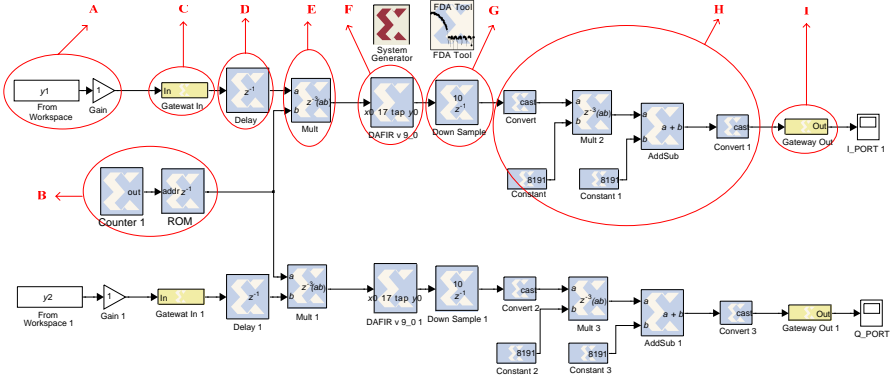 A
C
D
E
F
G
H
I
FDA Tool
System
Generator
FDA Tool
y1
From
Workspace
1
Gain
In
Gatewat In
z⁻¹
Delay
a
b
z⁻³(ab)
Mult
x0 17 tap y0
DAFIR v 9_0
10
z⁻¹
Down Sample
cast
Convert
a
b
z⁻³(ab)
Mult 2
8191
Constant
8191
Constant 1
a
b
a + b
AddSub
cast
Convert 1
Out
Gateway Out
I_PORT 1
B
out
Counter 1
addr z⁻¹
ROM
y2
From
Workspace 1
1
Gain 1
In
Gatewat In 1
z⁻¹
Delay 1
a
b
z⁻³(ab)
Mult 1
x0 17 tap y0
DAFIR v 9_0 1
10
z⁻¹
Down Sample 1
cast
Convert 2
a
b
z⁻³(ab)
Mult 3
8191
Constant 2
8191
Constant 3
a
b
a + b
AddSub 1
cast
Convert 3
Out
Gateway Out 1
Q_PORT